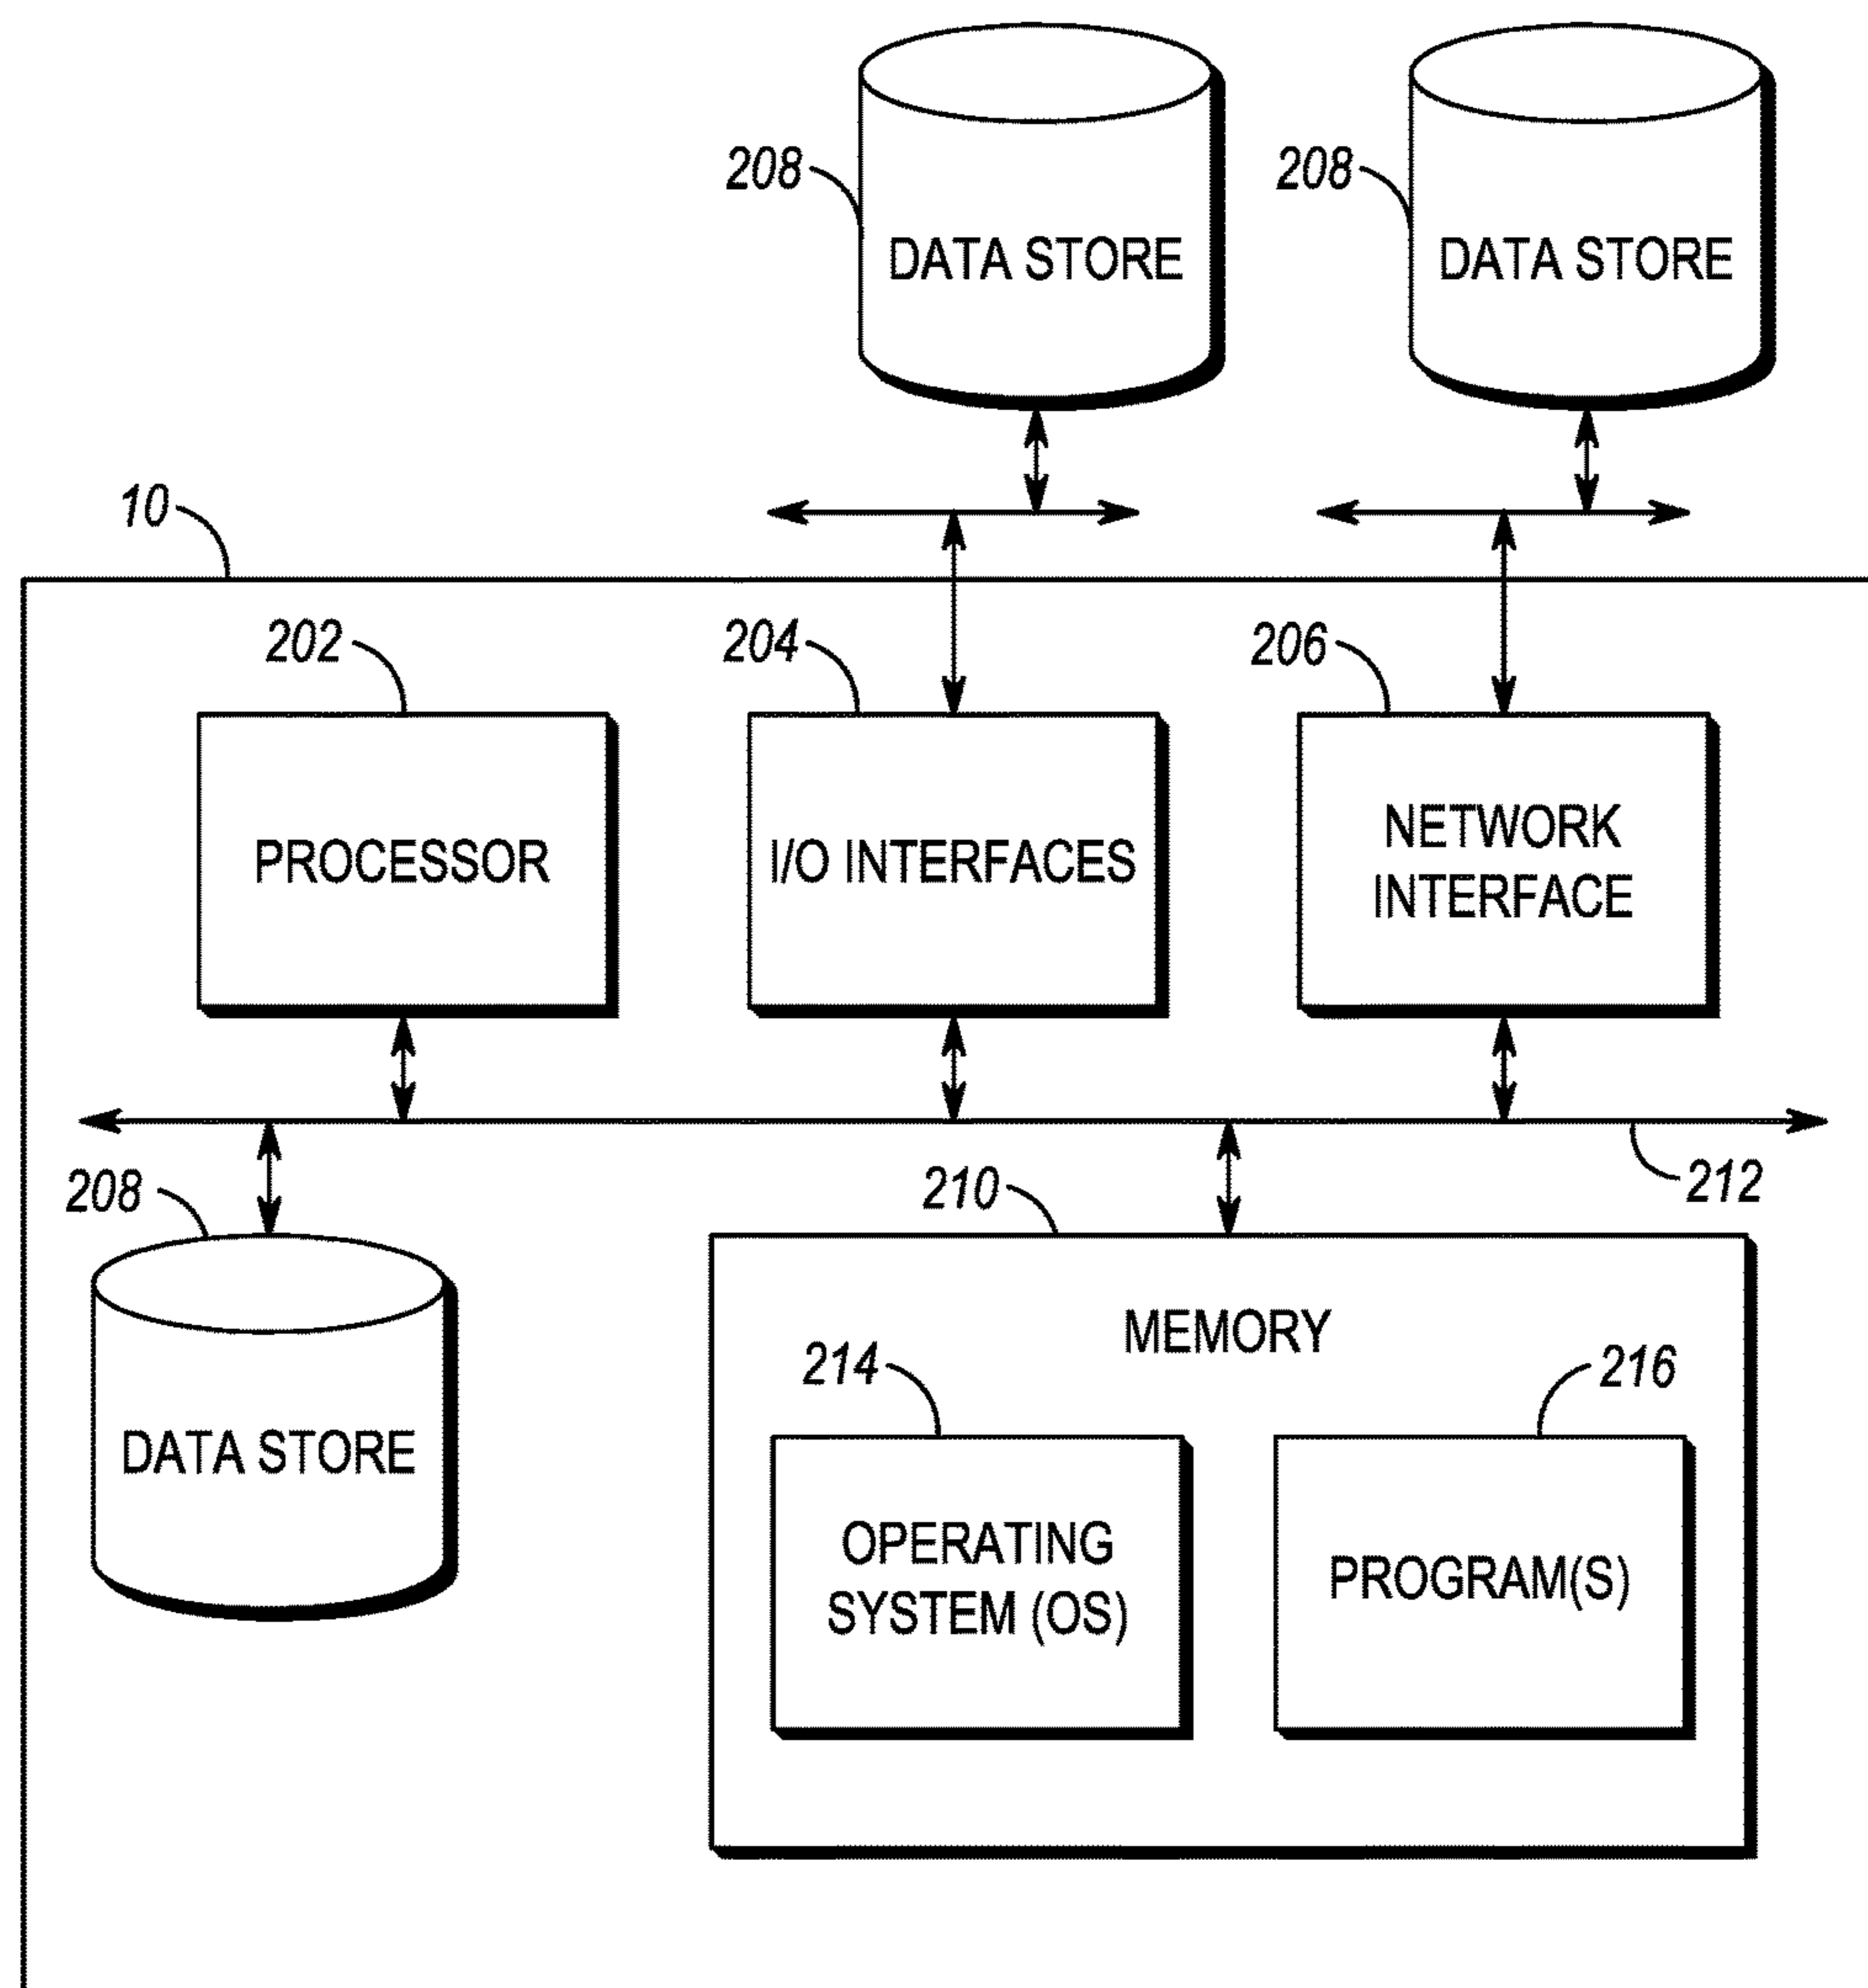 208
208
DATA STORE
DATA STORE
10
202
204
206
PROCESSOR
I/O INTERFACES
NETWORK
INTERFACE
208
210
212
MEMORY
214
216
DATA STORE
OPERATING
SYSTEM (OS)
PROGRAM(S)